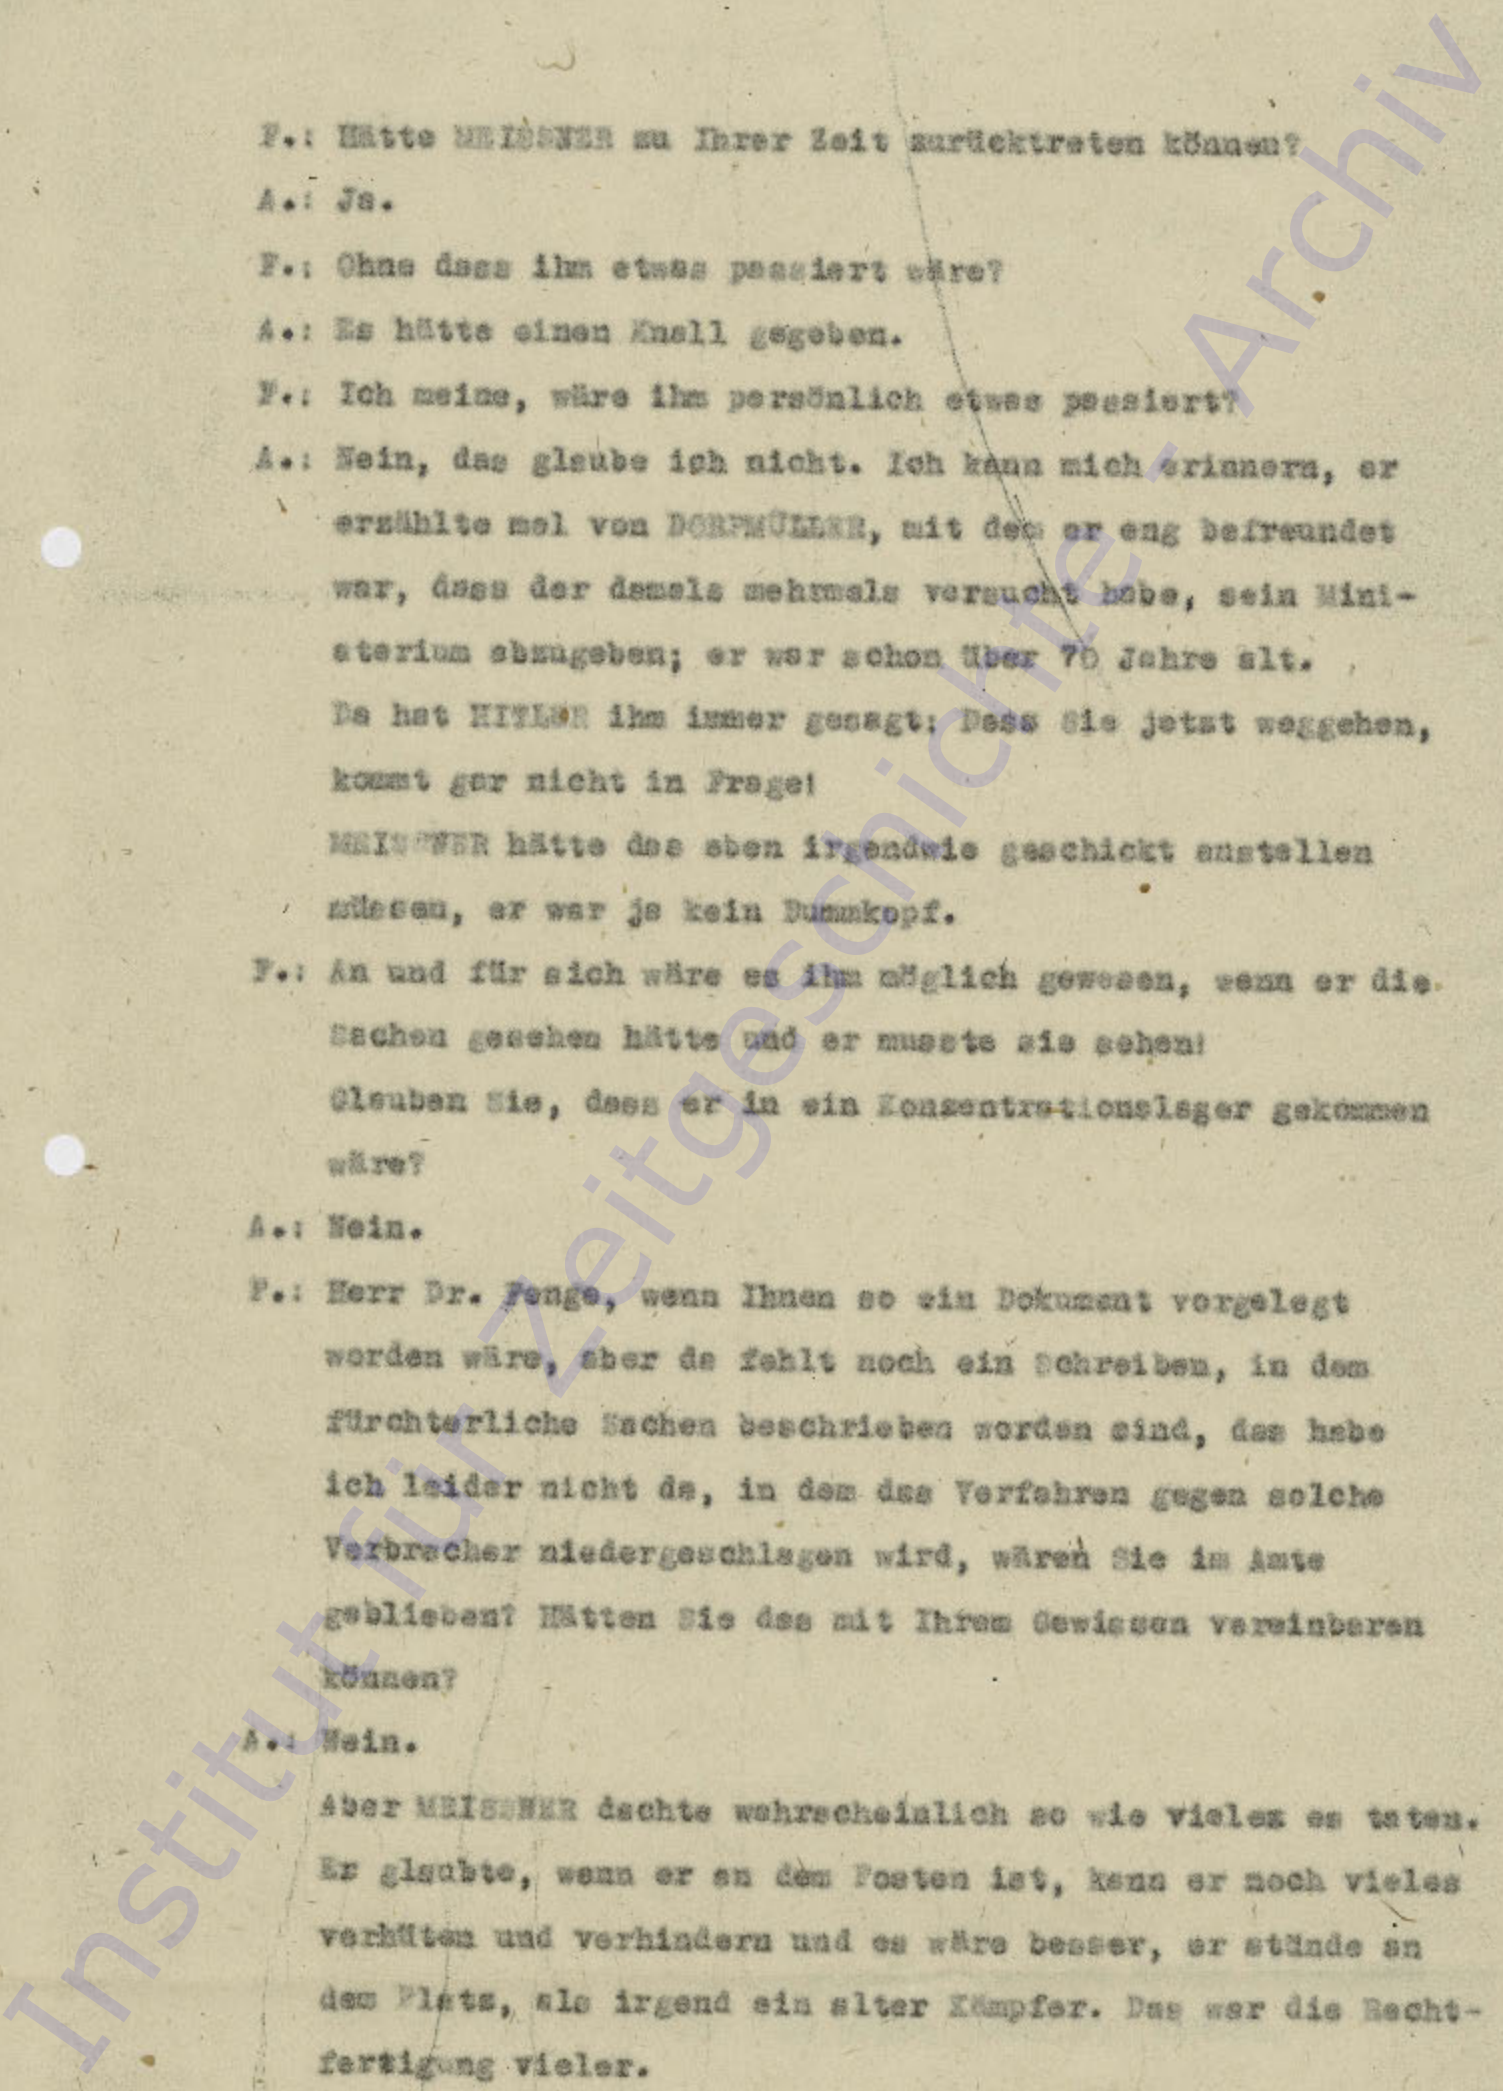 F.: Hätte MEISSNER zu Ihrer Zeit zurücktreten können?
A.: Ja.
F.: Ohne dass ihm etwas passiert wäre?
A.: Es hätte einen Knall gegeben.
F.: Ich meine, wäre ihm persönlich etwas passiert?
A.: Nein, das glaube ich nicht. Ich kann mich erinnern, er
erzählte mal von DORPMÜLLER, mit dem er eng befreundet
war, dass der damals mehrmals versucht habe, sein Mini-
sterium abzugeben; er war schon über 70 Jahre alt.
Da hat HITLER ihm immer gesagt: Dass Sie jetzt weggehen,
kommt gar nicht in Frage!
MEISSNER hätte das eben irgendwie geschickt anstellen
müssen, er war ja kein Dummkopf.
F.: An und für sich wäre es ihm möglich gewesen, wenn er die
Sachen gesehen hätte und er musste sie sehen!
Glauben Sie, dass er in ein Konzentrationslager gekommen
wäre?
A.: Nein.
F.: Herr Dr. Fenge, wenn Ihnen so ein Dokument vorgelegt
worden wäre, aber da fehlt noch ein Schreiben, in dem
fürchterliche Sachen beschrieben worden sind, das habe
ich leider nicht da, in dem das Verfahren gegen solche
Verbrecher niedergeschlagen wird, wären Sie im Amte
geblieben? Hätten Sie das mit Ihrem Gewissen vereinbaren
können?
A.: Nein.
Aber MEISSNER dachte wahrscheinlich so wie vielex es taten.
Er glaubte, wenn er an dem Posten ist, kann er noch vieles
verhüten und verhindern und es wäre besser, er stände an
dem Platz, als irgend ein alter Kämpfer. Das war die Recht-
fertigung vieler.
Institut für Zeitgeschichte - Archiv